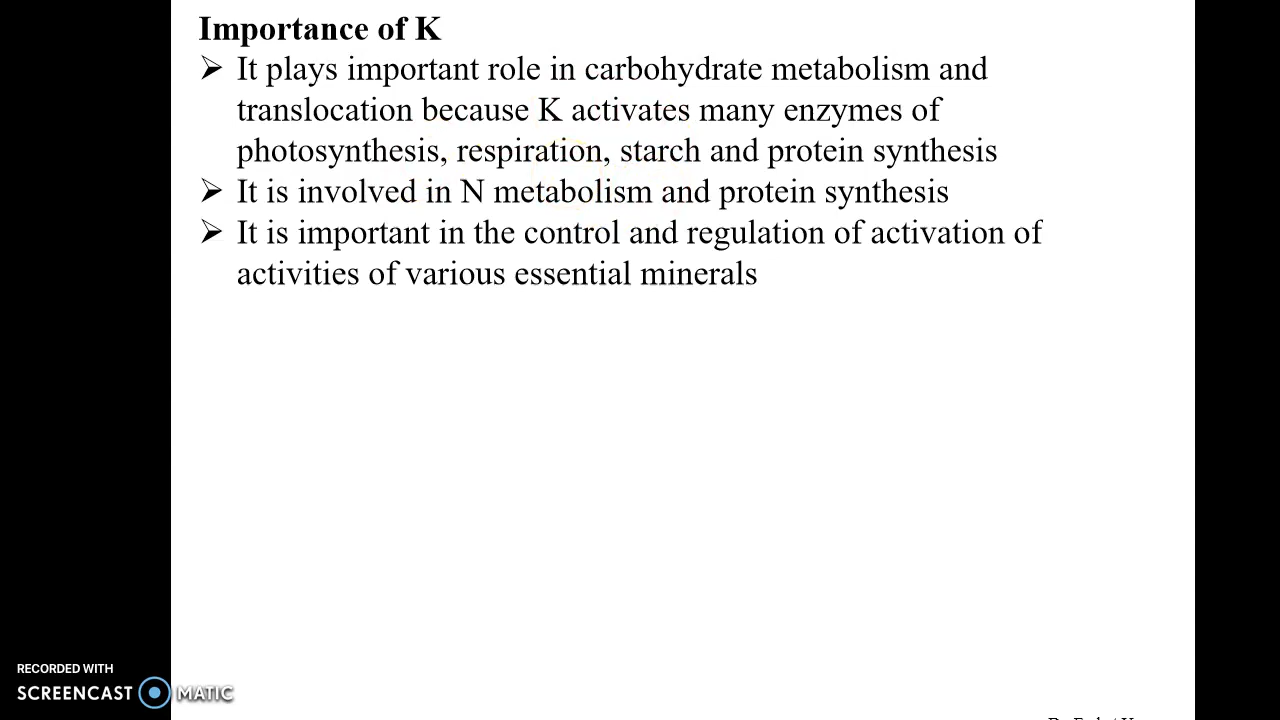 Importance of K
➢ It plays important role in carbohydrate metabolism and
translocation because K activates many enzymes of
photosynthesis, respiration, starch and protein synthesis
➢ It is involved in N metabolism and protein synthesis
➢ It is important in the control and regulation of activation of
activities of various essential minerals
RECORDED WITH
SCREENCAST MATIC